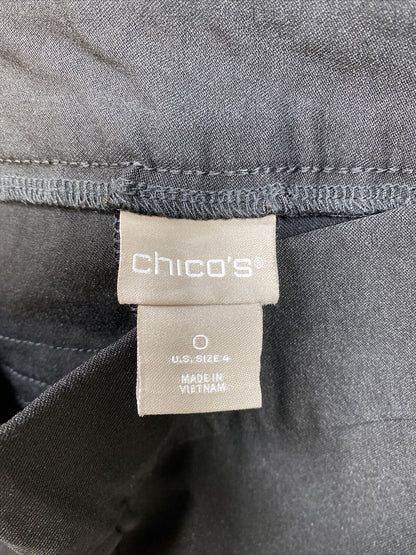 chico's®
0
U.S. SIZE 4
MADE IN
VIETNAM